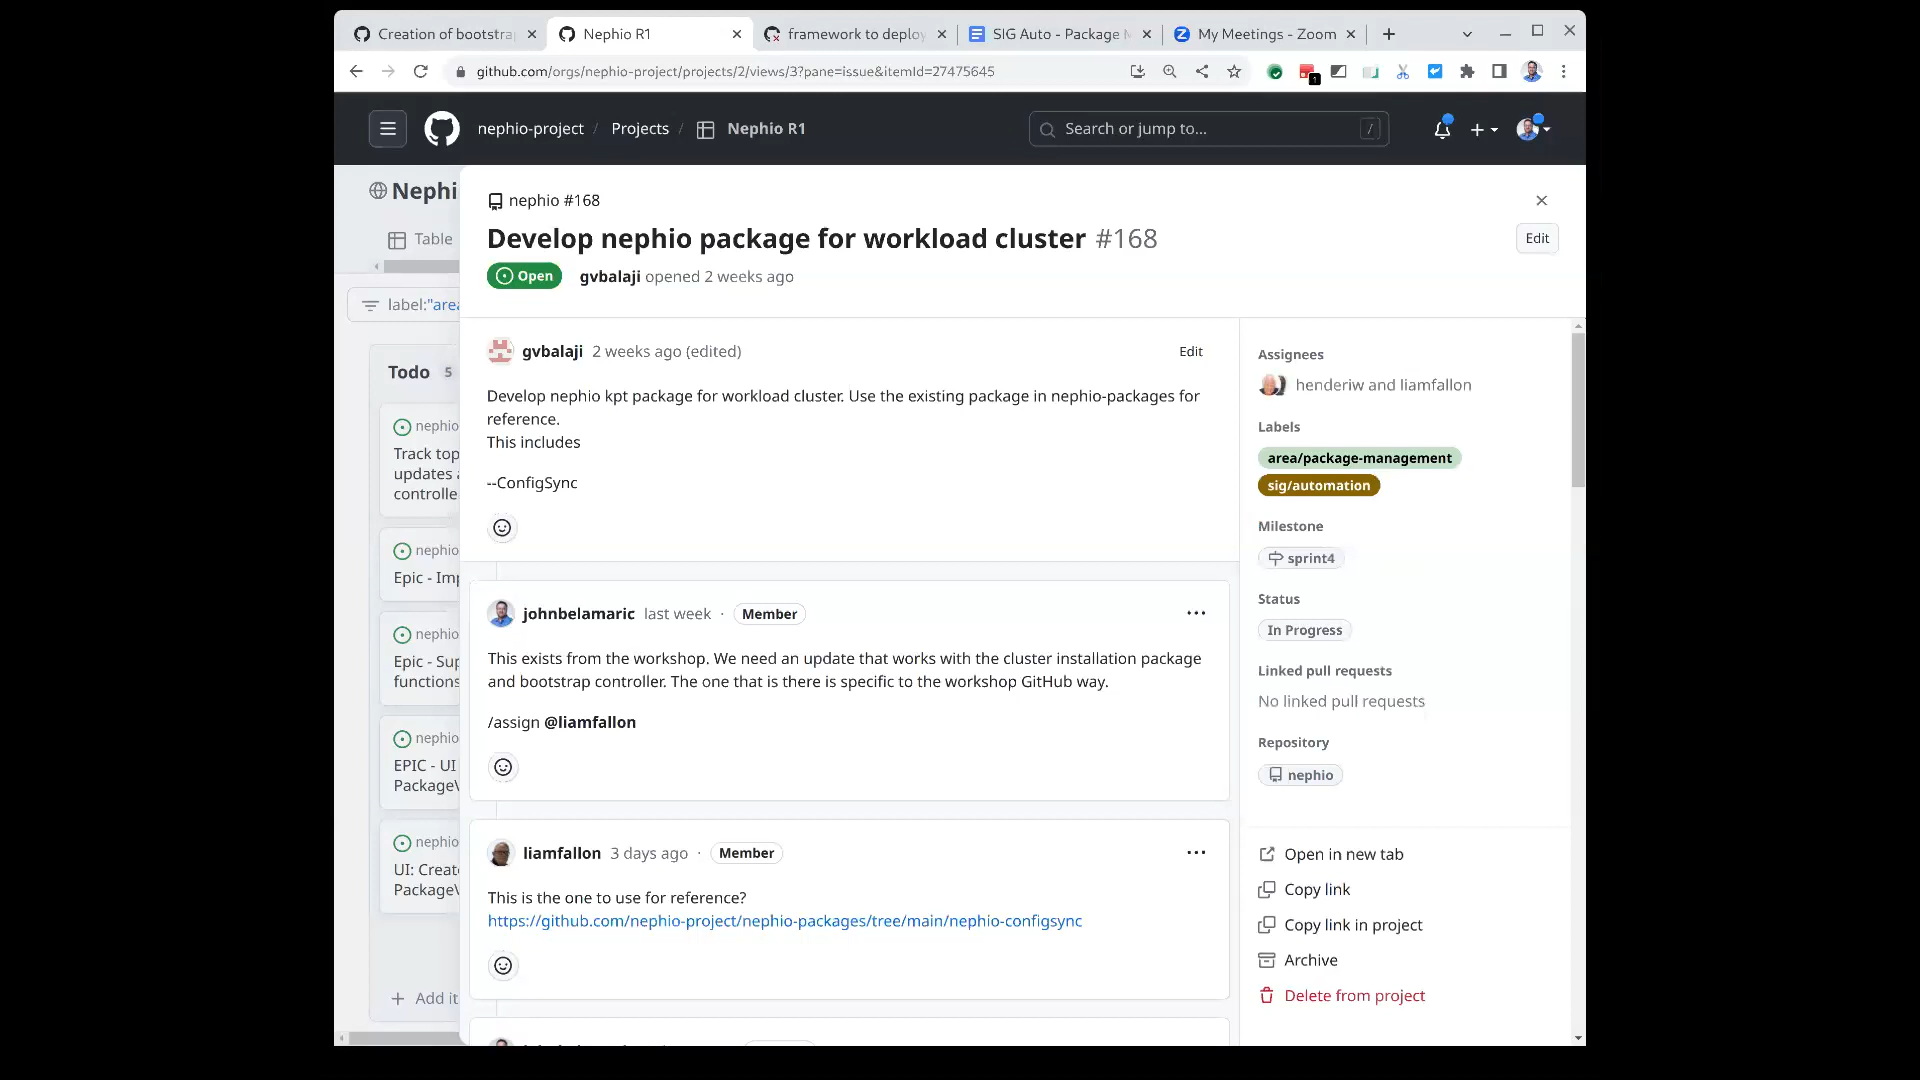 Creation of bootstra
Nephio R1
framework to deploy
SIG Auto - Package
My Meetings - Zoom
github.com/orgs/nephio-project/projects/2/views/3?pane=issue&itemId=27475645
nephio-project / Projects / Nephio R1
Search or jump to...
/
Nephi
Table
label:"area
Todo 5
nephio
Track top
updates a
controlle
nephio
Epic - Imp
nephio
Epic - Sup
functions
nephio
EPIC - UI
PackageV
nephio
UI: Create
PackageV
Add it
nephio #168
Develop nephio package for workload cluster #168
Edit
Open
gvbalaji opened 2 weeks ago
gvbalaji 2 weeks ago (edited)
Edit
Develop nephio kpt package for workload cluster. Use the existing package in nephio-packages for
reference.
This includes
--ConfigSync
johnbelamaric last week · Member
This exists from the workshop. We need an update that works with the cluster installation package
and bootstrap controller. The one that is there is specific to the workshop GitHub way.
/assign @liamfallon
liamfallon 3 days ago · Member
This is the one to use for reference?
https://github.com/nephio-project/nephio-packages/tree/main/nephio-configsync
Assignees
henderiw and liamfallon
Labels
area/package-management
sig/automation
Milestone
sprint4
Status
In Progress
Linked pull requests
No linked pull requests
Repository
nephio
Open in new tab
Copy link
Copy link in project
Archive
Delete from project